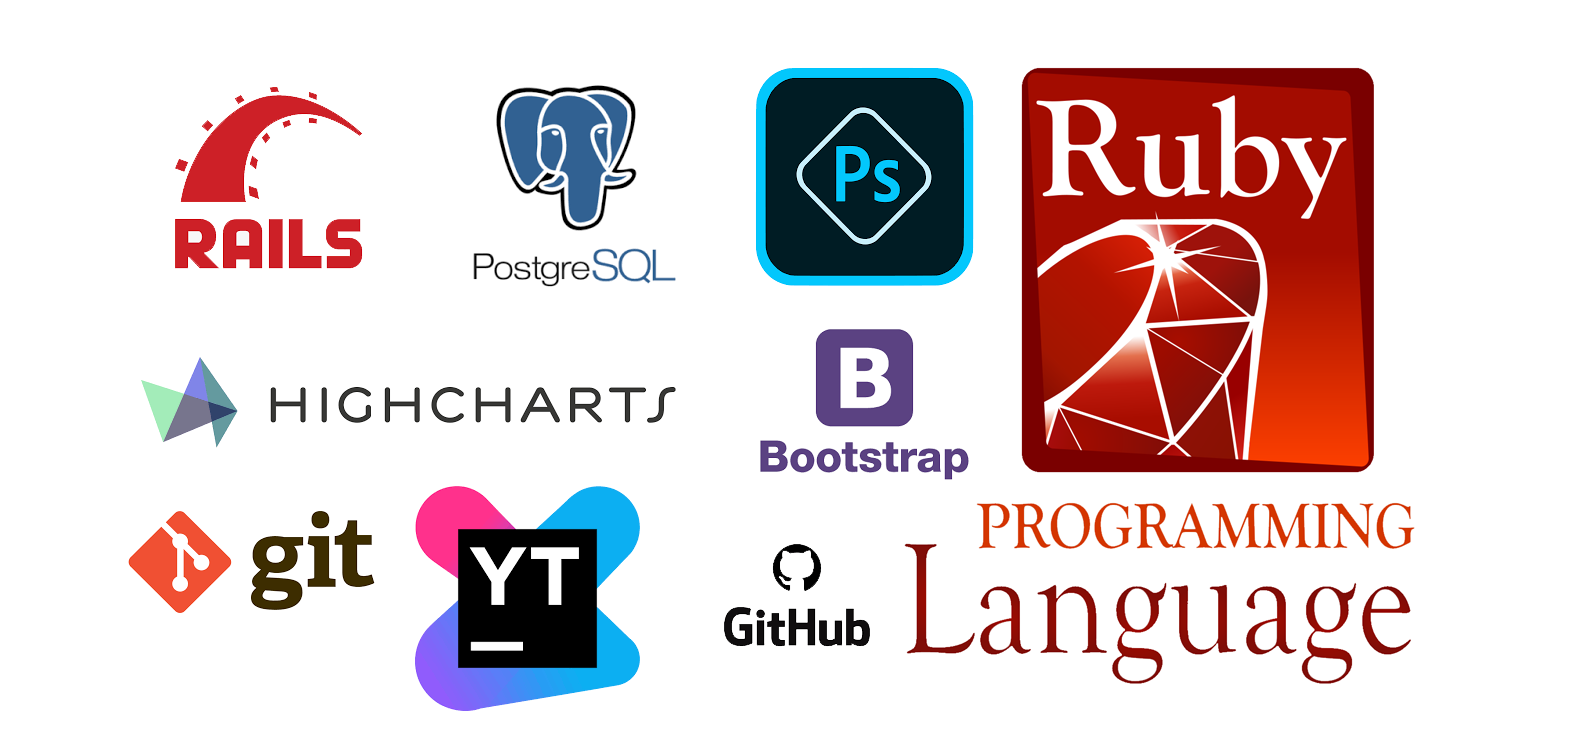 RAILS
PostgreSQL
Ps
Ruby
HIGHCHARTS
B
Bootstrap
git
YT
GitHub
PROGRAMMING
Language